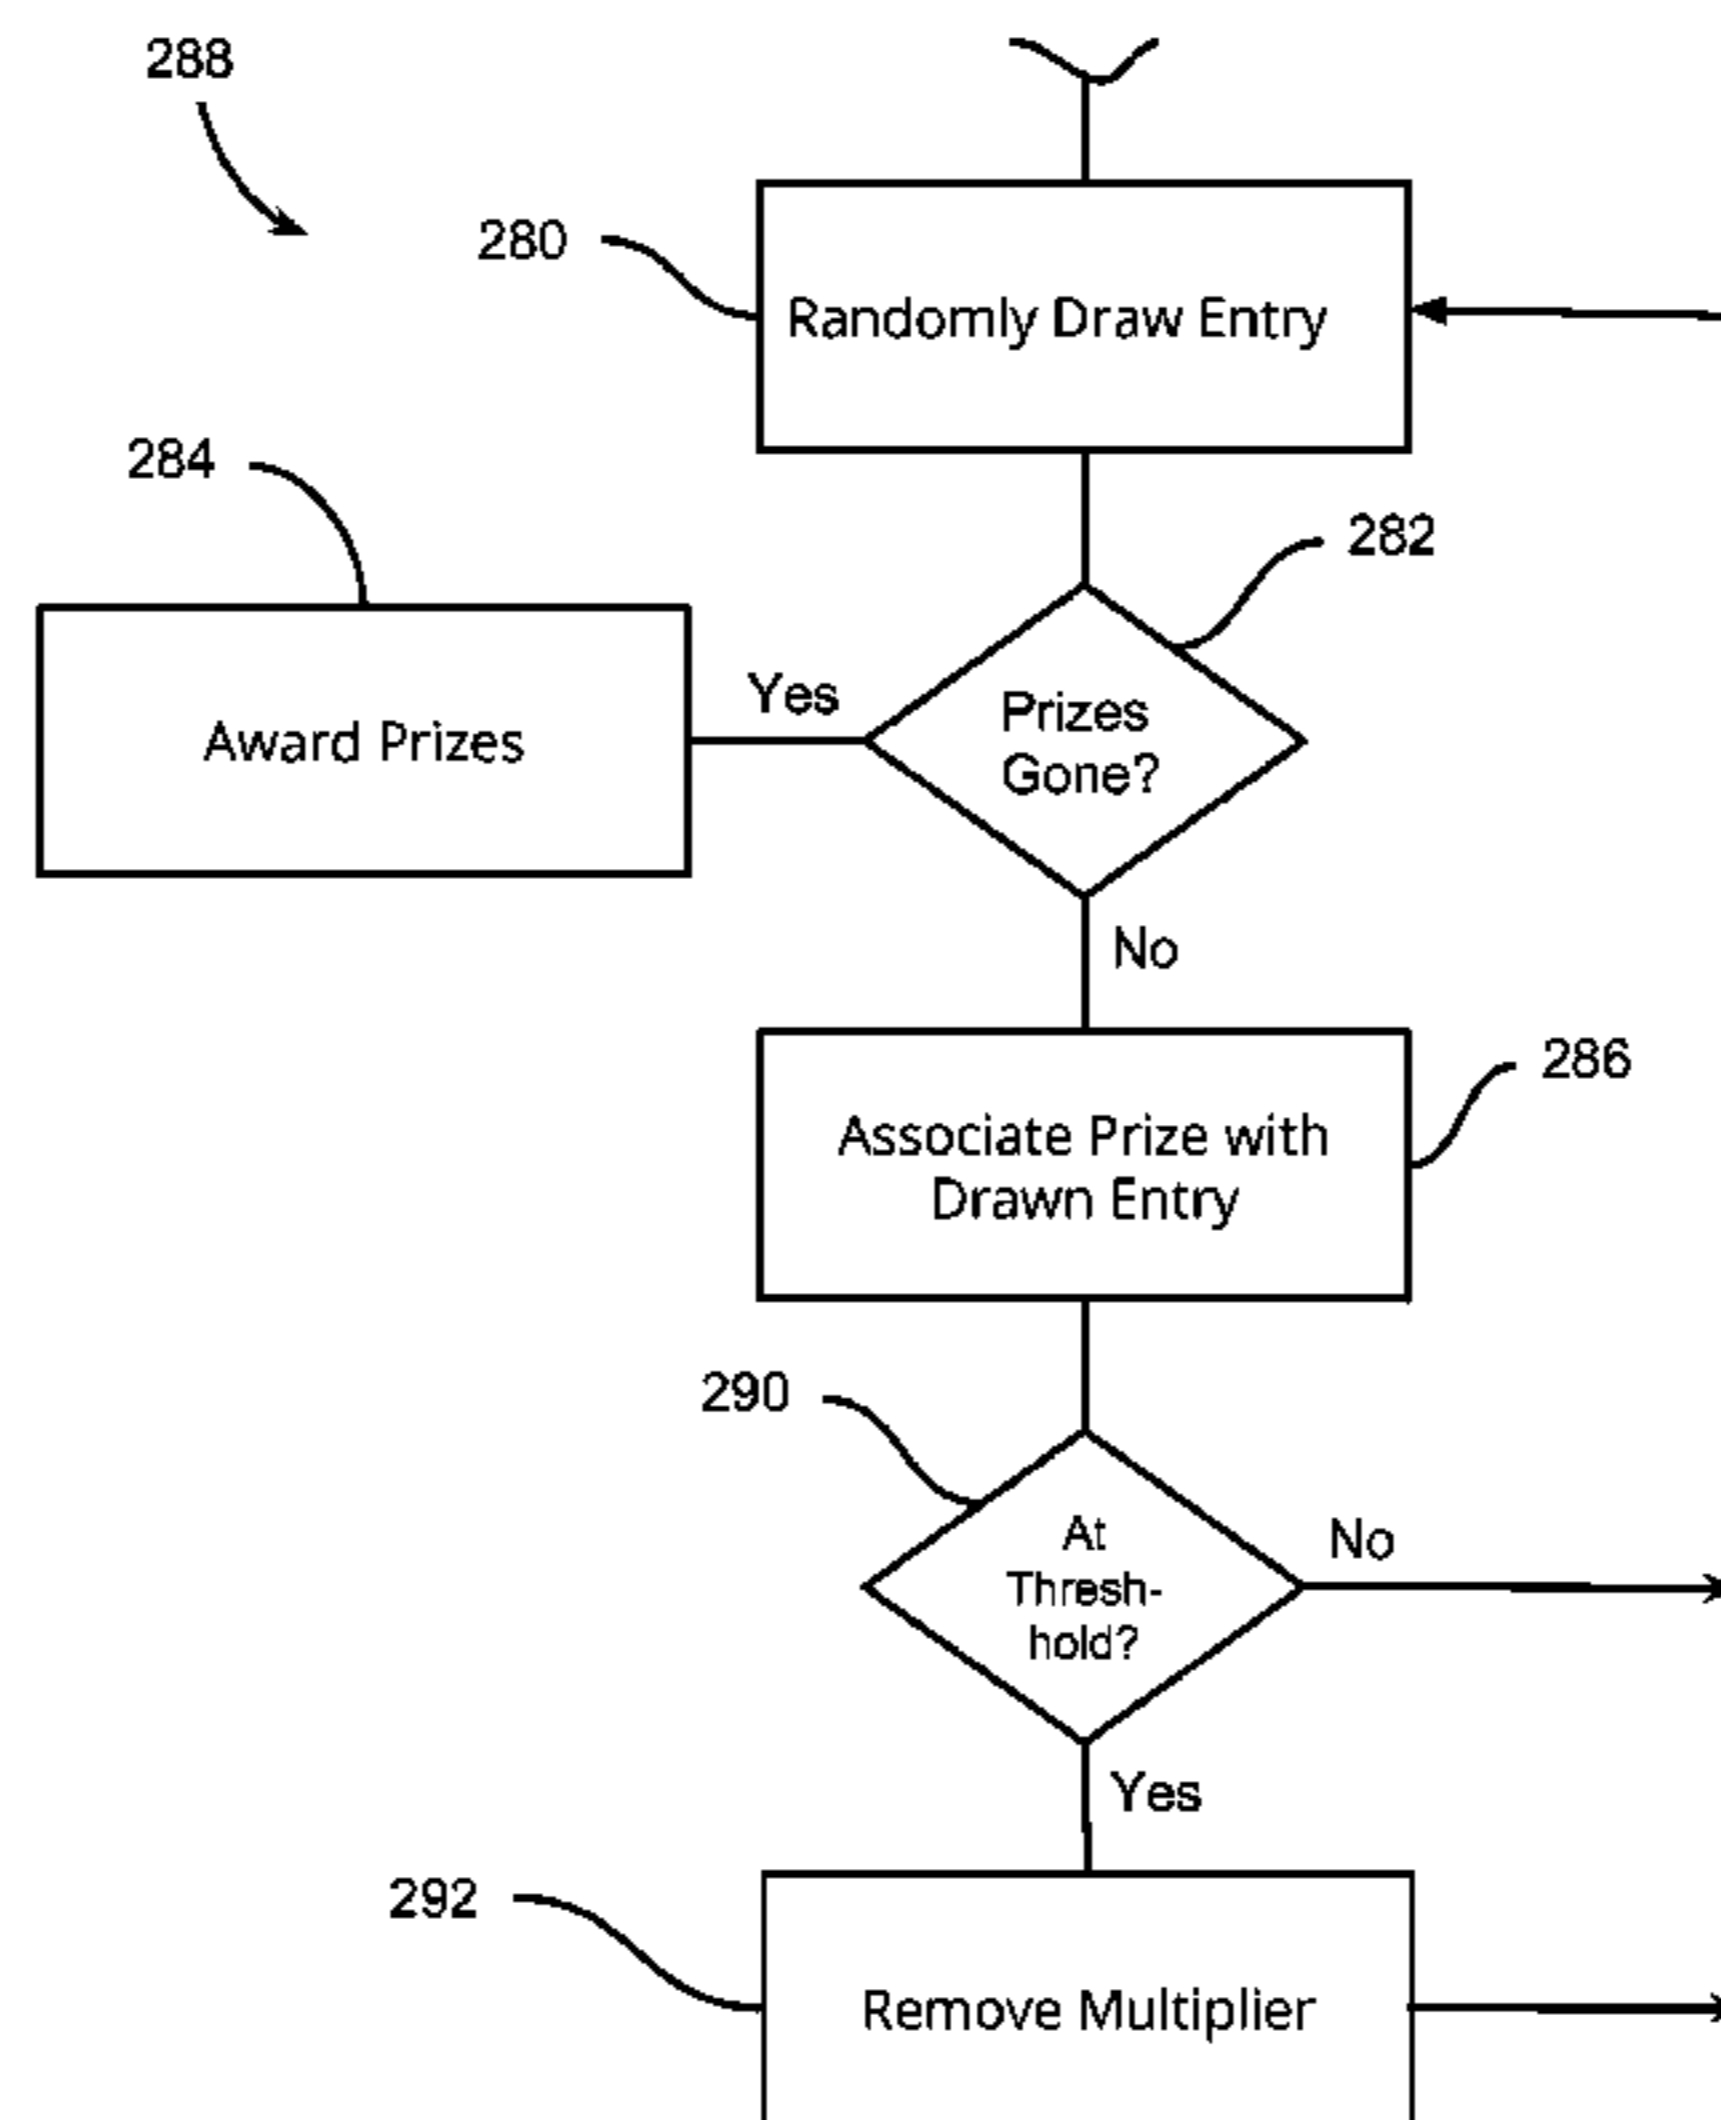 288
280
Randomly Draw Entry
284
282
Yes
Prizes
Gone?
Award Prizes
No
286
Associate Prize with
Drawn Entry
290
At
Thresh-
hold?
No
Yes
292
Remove Multiplier